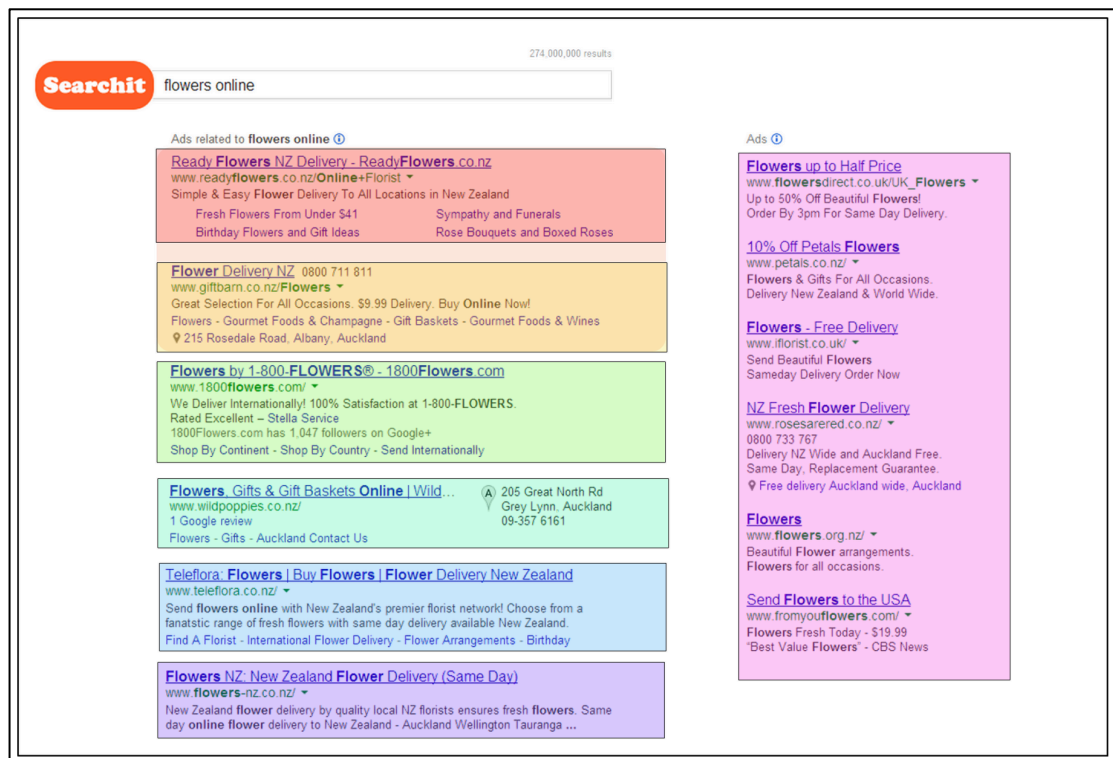 274,000,000 results
Searchit
flowers online
Ads related to flowers online
Ready Flowers NZ Delivery - ReadyFlowers.co.nz
www.readyflowers.co.nz/Online+Florist
Simple & Easy Flower Delivery To All Locations in New Zealand
Fresh Flowers From Under $41 Sympathy and Funerals
Birthday Flowers and Gift Ideas Rose Bouquets and Boxed Roses
Flower Delivery NZ 0800 711 811
www.giftbarn.co.nz/Flowers
Great Selection For All Occasions. $9.99 Delivery. Buy Online Now!
Flowers - Gourmet Foods & Champagne - Gift Baskets - Gourmet Foods & Wines
215 Rosedale Road, Albany, Auckland
Flowers by 1-800-FLOWERS® - 1800Flowers.com
www.1800flowers.com/
We Deliver Internationally! 100% Satisfaction at 1-800-FLOWERS.
Rated Excellent – Stella Service
1800Flowers.com has 1,047 followers on Google+
Shop By Continent - Shop By Country - Send Internationally
Flowers, Gifts & Gift Baskets Online | Wild...
www.wildpoppies.co.nz/
1 Google review
Flowers - Gifts - Auckland Contact Us
A
205 Great North Rd
Grey Lynn, Auckland
09-357 6161
Teleflora: Flowers | Buy Flowers | Flower Delivery New Zealand
www.teleflora.co.nz/
Send flowers online with New Zealand's premier florist network! Choose from a
fanatstic range of fresh flowers with same day delivery available New Zealand.
Find A Florist - International Flower Delivery - Flower Arrangements - Birthday
Flowers NZ: New Zealand Flower Delivery (Same Day)
www.flowers-nz.co.nz/
New Zealand flower delivery by quality local NZ florists ensures fresh flowers. Same
day online flower delivery to New Zealand - Auckland Wellington Tauranga ...
Ads
Flowers up to Half Price
www.flowersdirect.co.uk/UK_Flowers
Up to 50% Off Beautiful Flowers!
Order By 3pm For Same Day Delivery.
10% Off Petals Flowers
www.petals.co.nz/
Flowers & Gifts For All Occasions.
Delivery New Zealand & World Wide.
Flowers - Free Delivery
www.iflorist.co.uk/
Send Beautiful Flowers
Sameday Delivery Order Now
NZ Fresh Flower Delivery
www.rosesarered.co.nz/
0800 733 767
Delivery NZ Wide and Auckland Free.
Same Day, Replacement Guarantee.
Free delivery Auckland wide, Auckland
Flowers
www.flowers.org.nz/
Beautiful Flower arrangements.
Flowers for all occasions.
Send Flowers to the USA
www.fromyouflowers.com/
Flowers Fresh Today - $19.99
"Best Value Flowers" - CBS News